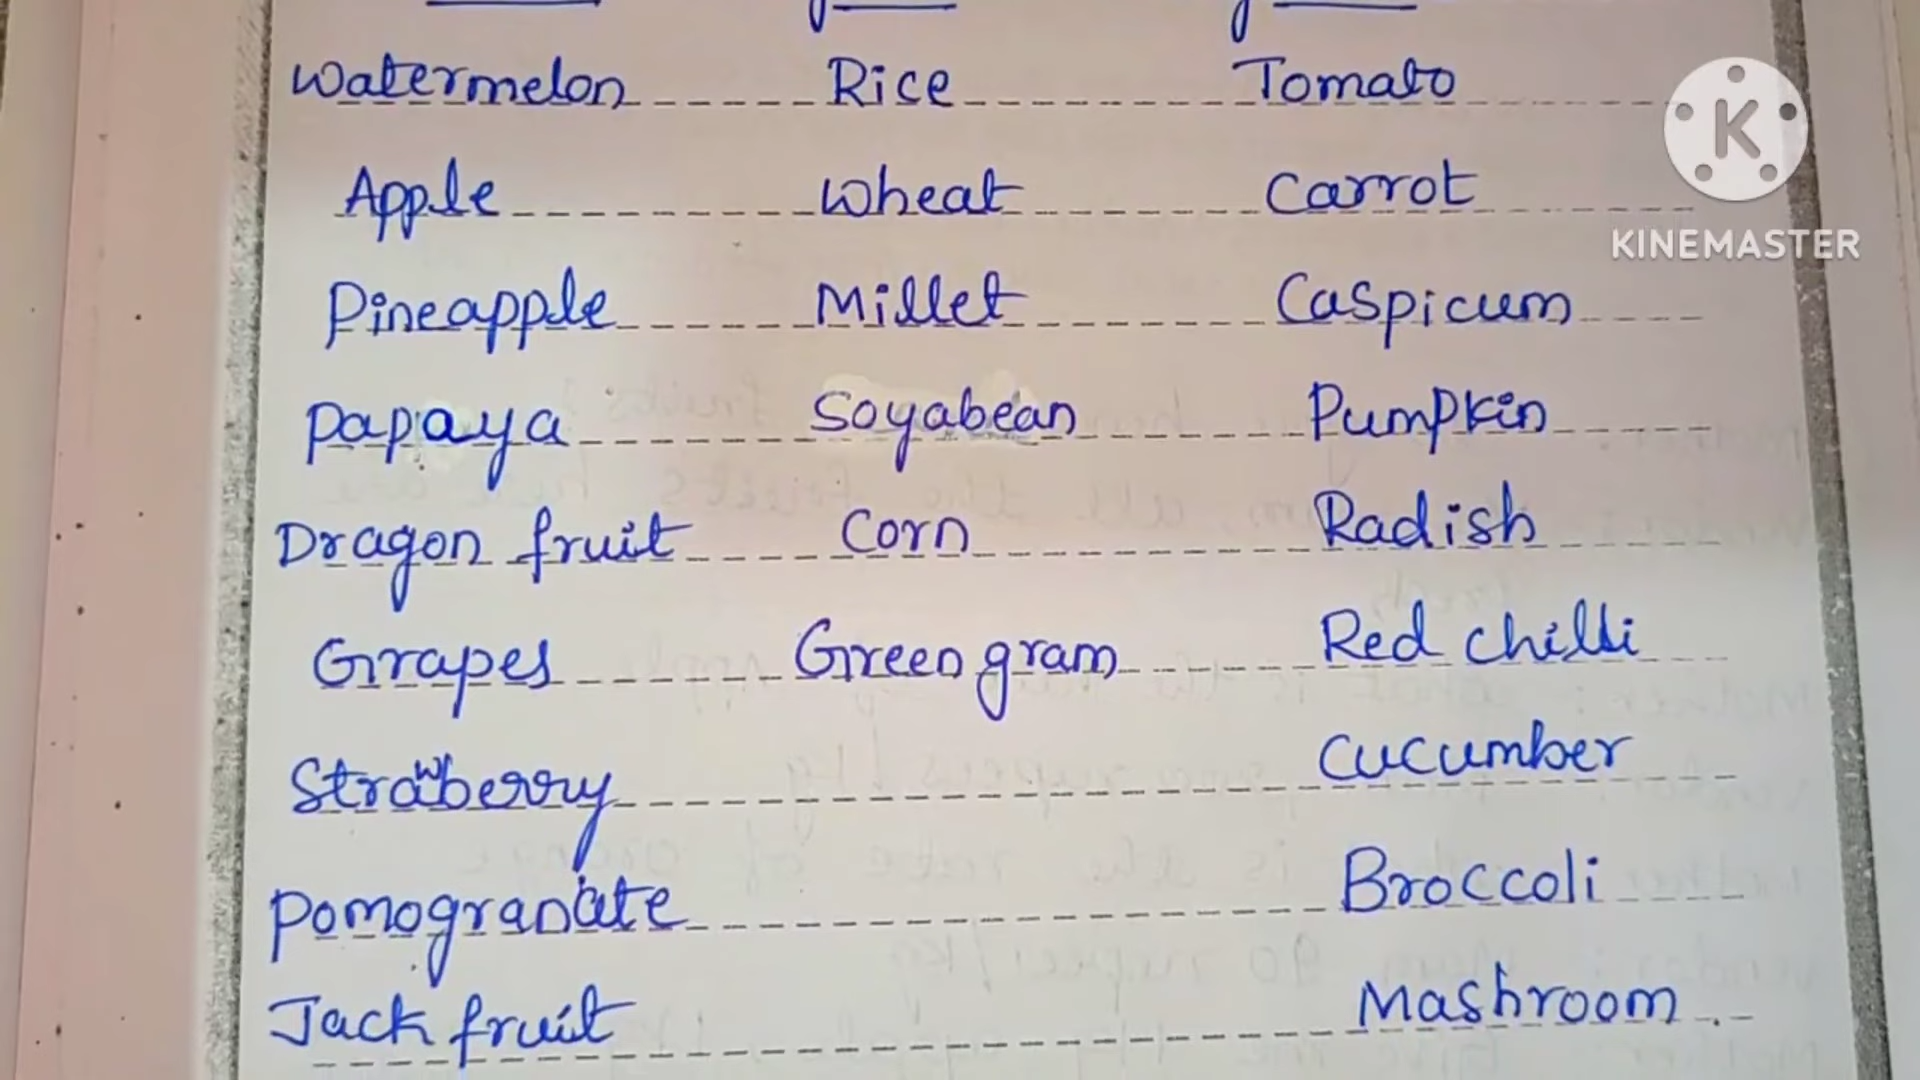 Watermelon Rice Tomato
Apple Wheat Carrot
Pineapple Millet Caspicum
Papaya Soyabean Pumpkin
Dragon fruit Corn Radish
Grapes Green gram Red chilli
Strawberry Cucumber
Pomogranate Broccoli
Jack fruit Mashroom
K
KINEMASTER